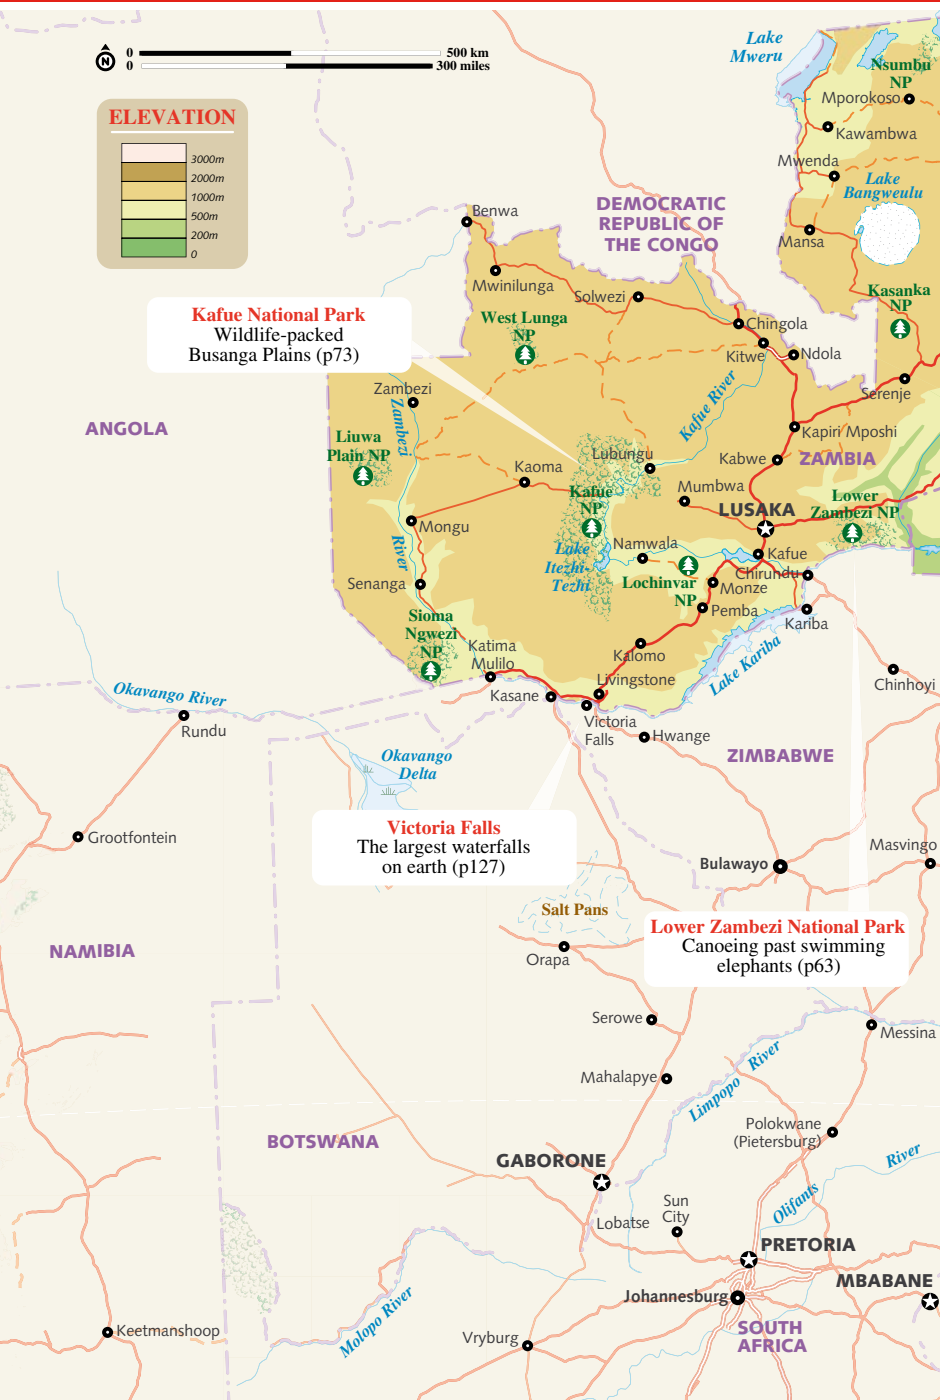 0 500 km
0 300 miles
ELEVATION
3000m
2000m
1000m
500m
200m
0
Lake
Mweru
Nsumbu
NP
Mporokoso
Kawambwa
Mwenda
Lake
Bangweulu
Mansa
DEMOCRATIC
REPUBLIC OF
THE CONGO
Benwa
Mwinilunga
Solwezi
Kasanka
NP
Kafue National Park
Wildlife-packed
Busanga Plains (p73)
West Lunga
NP
Chingola
Kitwe
Ndola
Serenje
Zambezi
Zambezi
River
Kafue River
ANGOLA
Liuwa
Plain NP
Kapiri Mposhi
Lubungu
Kabwe
ZAMBIA
Kaoma
Mumbwa
Kafue
NP
LUSAKA
Lower
Zambezi NP
Mongu
Lake
Itezhi-
Tezhi
Namwala
Kafue
Chirundu
Senanga
Lochinvar
NP
Monze
Pemba
Kariba
Sioma
Ngwezi
NP
Katima
Mulilo
Kalomo
Lake Kariba
Livingstone
Chinhoyi
Okavango River
Kasane
Rundu
Victoria
Falls
Hwange
Okavango
Delta
ZIMBABWE
Victoria Falls
The largest waterfalls
on earth (p127)
Grootfontein
Masvingo
Bulawayo
Salt Pans
Lower Zambezi National Park
Canoeing past swimming
elephants (p63)
NAMIBIA
Orapa
Serowe
Messina
Mahalapye
Limpopo River
Polokwane
(Pietersburg)
BOTSWANA
GABORONE
Olifants River
Sun
City
Lobatse
PRETORIA
MBABANE
Johannesburg
Molopo River
Keetmanshoop
Vryburg
SOUTH
AFRICA